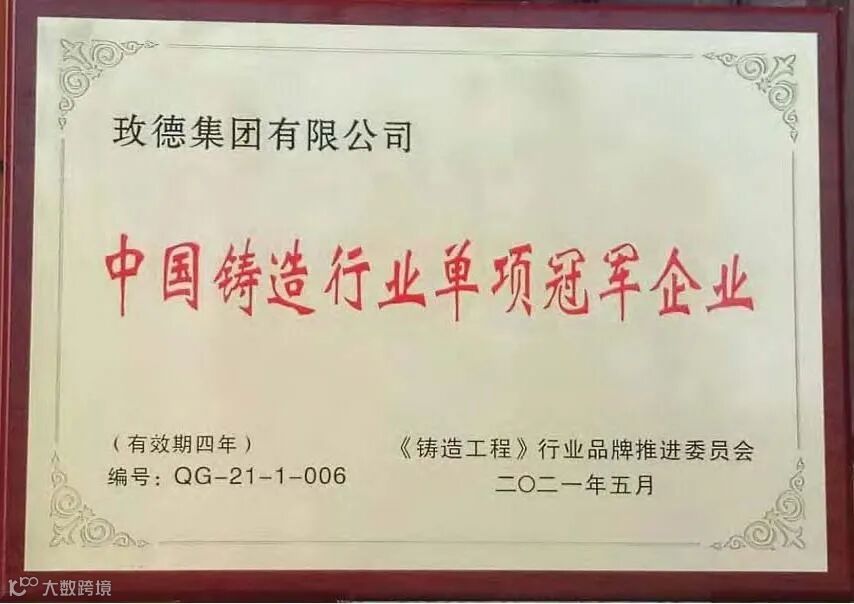 玫德集团有限公司
中国铸造行业单项冠军企业
（有效期四年）
编号：QG-21-1-006
《铸造工程》行业品牌推进委员会
二〇二一年五月
大数跨境